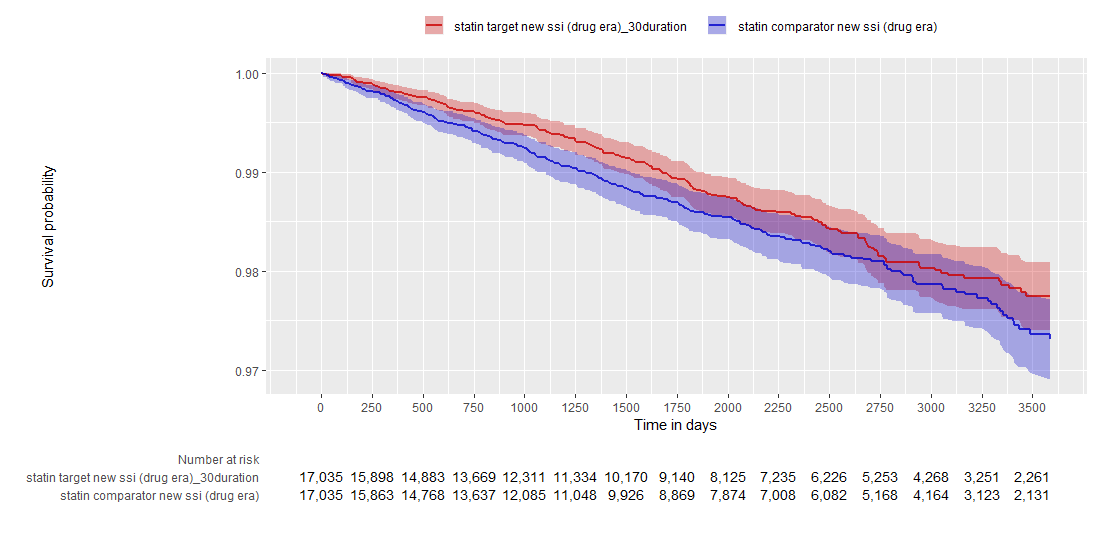 statin target new ssi (drug era)_30duration statin comparator new ssi (drug era)
Survival probability
1.00
0.99
0.98
0.97
0 250 500 750 1000 1250 1500 1750 2000 2250 2500 2750 3000 3250 3500
Time in days
Number at risk
statin target new ssi (drug era)_30duration 17,035 15,898 14,883 13,669 12,311 11,334 10,170 9,140 8,125 7,235 6,226 5,253 4,268 3,251 2,261
statin comparator new ssi (drug era) 17,035 15,863 14,768 13,637 12,085 11,048 9,926 8,869 7,874 7,008 6,082 5,168 4,164 3,123 2,131